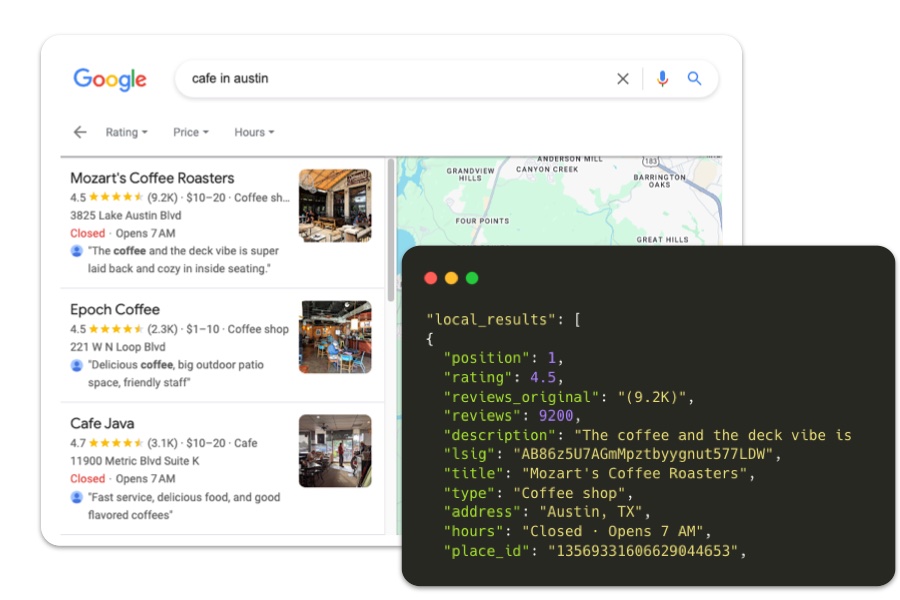 Google
cafe in austin
Rating
Price
Hours
Mozart's Coffee Roasters
4.5 (9.2K) · $10–20 · Coffee sh...
3825 Lake Austin Blvd
Closed · Opens 7 AM
"The coffee and the deck vibe is super
laid back and cozy in inside seating."
Epoch Coffee
4.5 (2.3K) · $1–10 · Coffee shop
221 W N Loop Blvd
"Delicious coffee, big outdoor patio
space, friendly staff"
Cafe Java
4.7 (3.1K) · $10–20 · Cafe
11900 Metric Blvd Suite K
Closed · Opens 7 AM
"Fast service, delicious food, and good
flavored coffees"
ANDERSON MILL
183
GRANDVIEW
HILLS
CANYON CREEK
BARRINGTON
OAKS
FOUR POINTS
GREAT HILLS
"local_results": [
{
"position": 1,
"rating": 4.5,
"reviews_original": "(9.2K)",
"reviews": 9200,
"description": "The coffee and the deck vibe is
"lsig": "AB86z5U7AGmMpztbyygnut577LDW",
"title": "Mozart's Coffee Roasters",
"type": "Coffee shop",
"address": "Austin, TX",
"hours": "Closed · Opens 7 AM",
"place_id": "13569331606629044653",